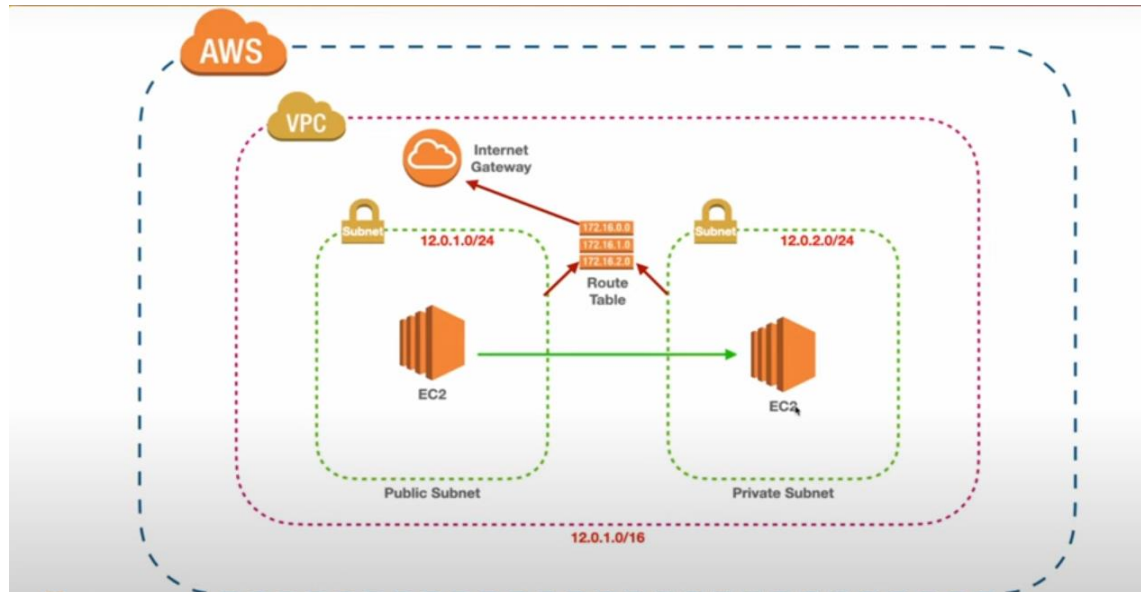 AWS
VPC
Internet
Gateway
Subnet
12.0.1.0/24
172.16.0.0
172.16.1.0
172.16.2.0
Route
Table
Subnet
12.0.2.0/24
EC2
EC2
Public Subnet
Private Subnet
12.0.1.0/16